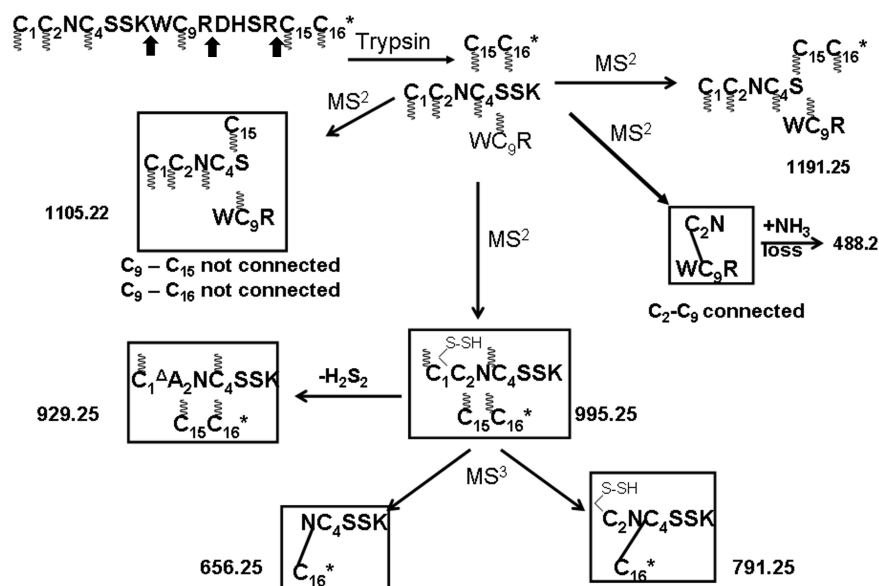 C₁C₂NC₄SSKWC₉RDHSRC₁₅C₁₆*
Trypsin
C₁₅C₁₆*
C₁C₂NC₄SSK
WC₉R
MS²
C₁₅C₁₆*
C₁C₂NC₄S
WC₉R
1191.25
MS²
C₁₅
C₁C₂NC₄S
WC₉R
1105.22
C₉ – C₁₅ not connected
C₉ – C₁₆ not connected
MS²
C₂N
WC₉R
+NH₃
loss
488.2
C₂-C₉ connected
MS²
S-SH
C₁C₂NC₄SSK
C₁₅C₁₆*
995.25
-H₂S₂
C₁ᐃA₂NC₄SSK
C₁₅C₁₆*
929.25
MS³
NC₄SSK
C₁₆*
656.25
S-SH
C₂NC₄SSK
C₁₆*
791.25